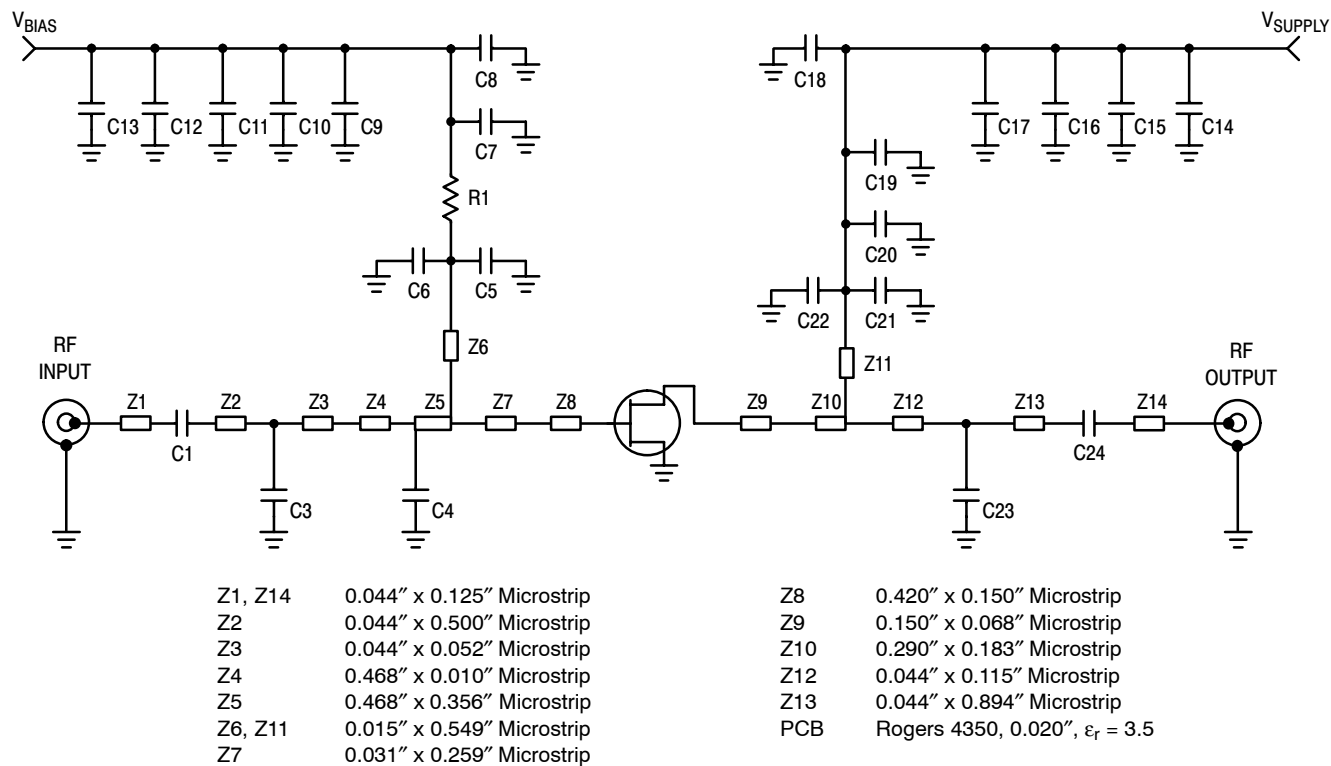 V_BIAS
V_SUPPLY
C8
C18
C13 C12 C11 C10 C9
C17 C16 C15 C14
C7
C19
R1
C20
C6 C5
C22 C21
Z6
Z11
RF
INPUT
RF
OUTPUT
Z1 Z2 Z3 Z4 Z5 Z7 Z8 Z9 Z10 Z12 Z13 Z14
C1
C24
C3 C4 C23
Z1, Z14 0.044″ x 0.125″ Microstrip
Z2 0.044″ x 0.500″ Microstrip
Z3 0.044″ x 0.052″ Microstrip
Z4 0.468″ x 0.010″ Microstrip
Z5 0.468″ x 0.356″ Microstrip
Z6, Z11 0.015″ x 0.549″ Microstrip
Z7 0.031″ x 0.259″ Microstrip
Z8 0.420″ x 0.150″ Microstrip
Z9 0.150″ x 0.068″ Microstrip
Z10 0.290″ x 0.183″ Microstrip
Z12 0.044″ x 0.115″ Microstrip
Z13 0.044″ x 0.894″ Microstrip
PCB Rogers 4350, 0.020″, εr = 3.5